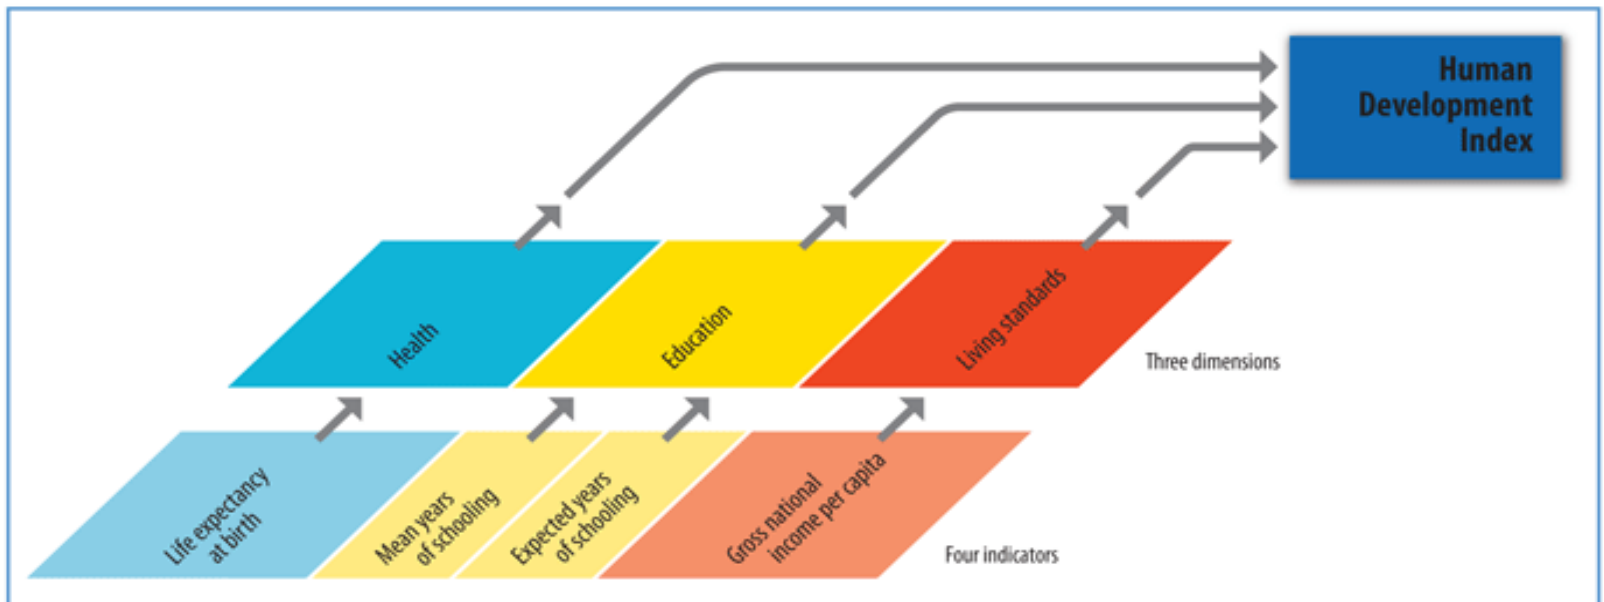 Human
Development
Index
Health
Education
Living standards
Three dimensions
Life expectancy
at birth
Mean years
of schooling
Expected years
of schooling
Gross national
income per capita
Four indicators